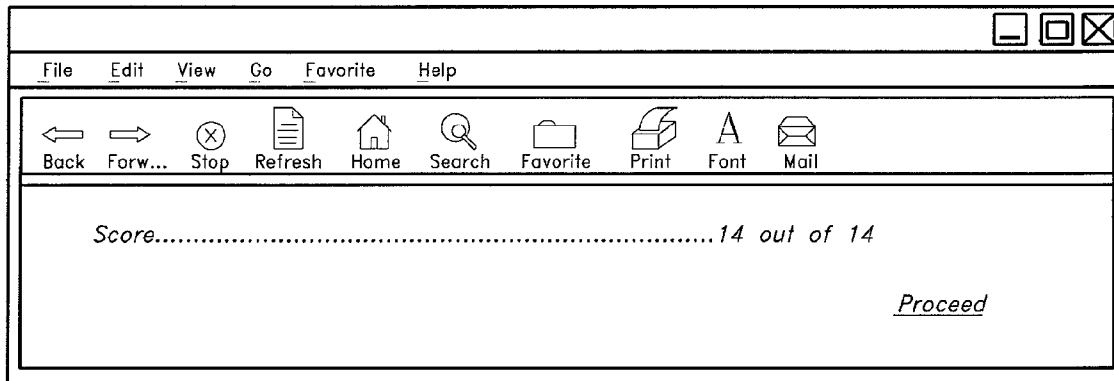 File Edit View Go Favorite Help
Back Forw... Stop Refresh Home Search Favorite Print Font Mail
Score......................................................................14 out of 14
Proceed